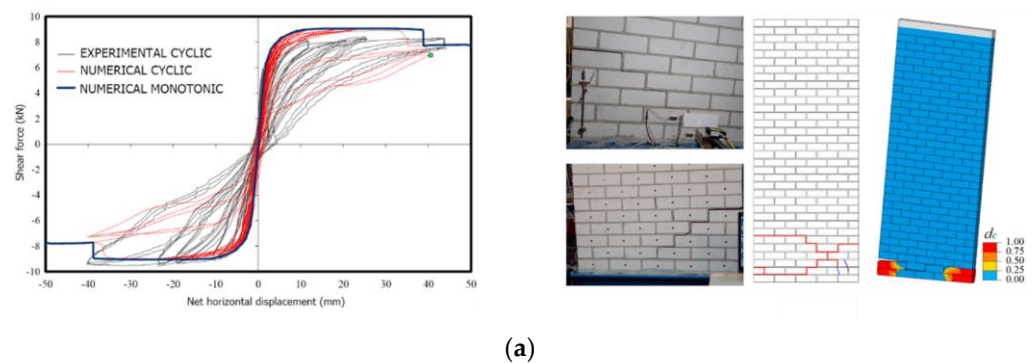 10
8
6
4
2
0
-2
-4
-6
-8
-10
Shear force (kN)
EXPERIMENTAL CYCLIC
NUMERICAL CYCLIC
NUMERICAL MONOTONIC
-50 -40 -30 -20 -10 0 10 20 30 40 50
Net horizontal displacement (mm)
dc
1.00
0.75
0.50
0.25
0.00
(a)